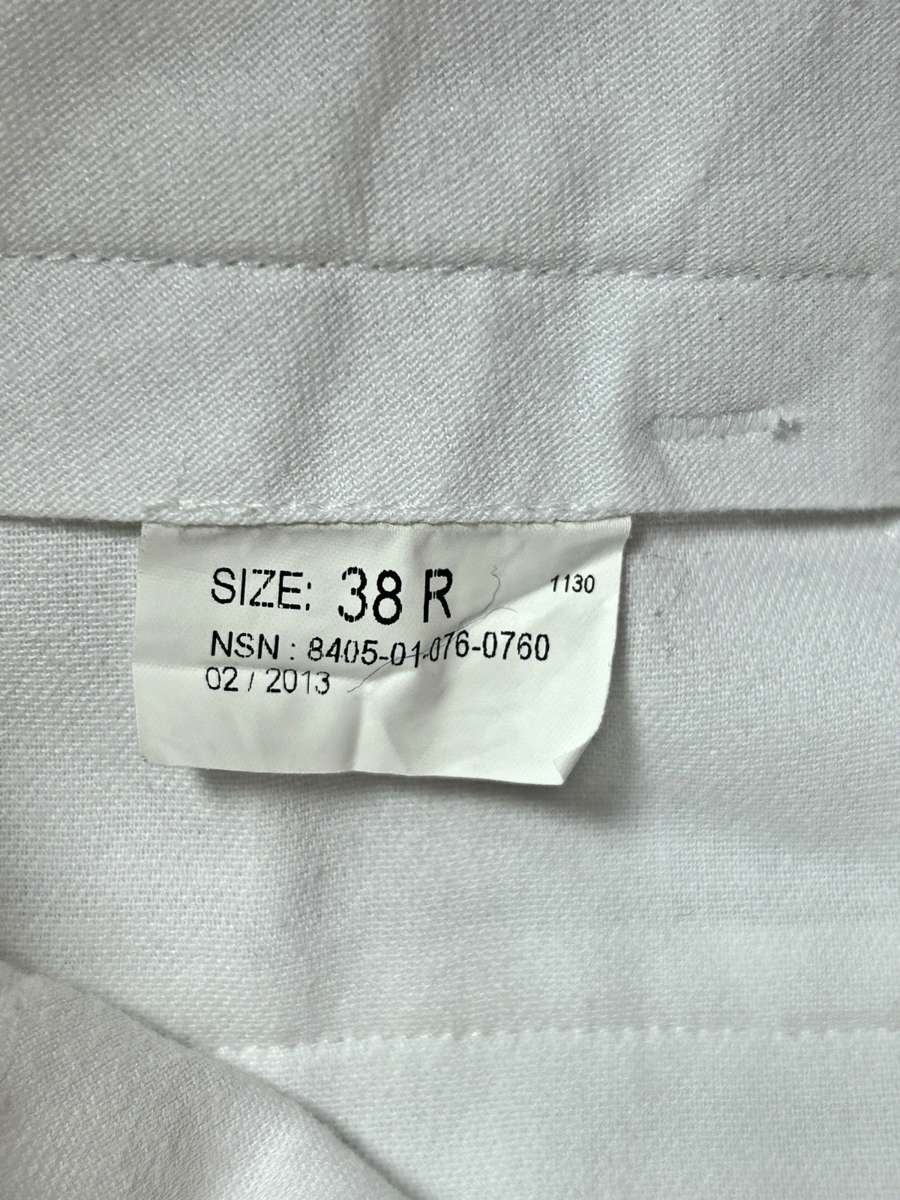 SIZE: 38 R 1130
NSN : 8405-01-076-0760
02 / 2013